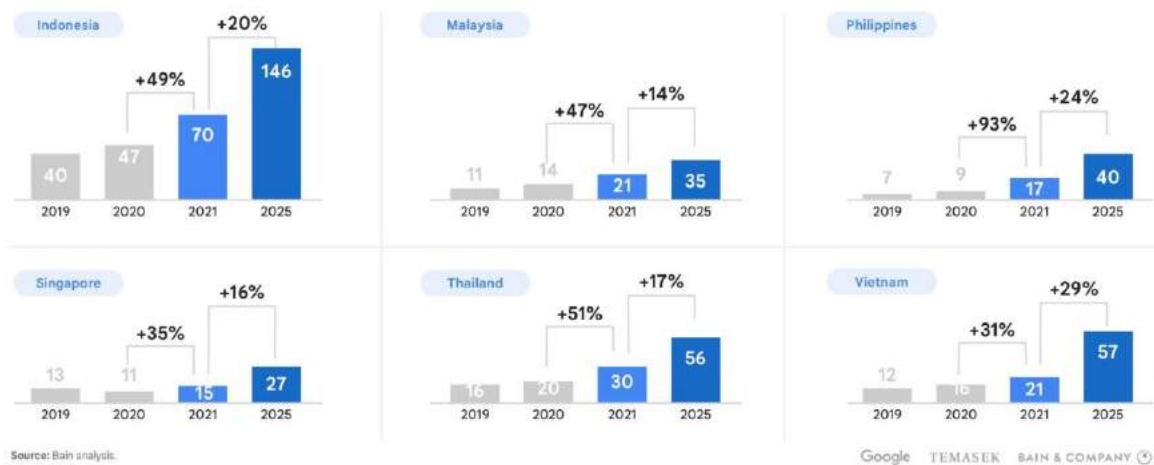 Indonesia
+20%
+49%
40
47
70
146
2019 2020 2021 2025
Malaysia
+14%
+47%
11
14
21
35
2019 2020 2021 2025
Philippines
+24%
+93%
7
9
17
40
2019 2020 2021 2025
Singapore
+16%
+35%
13
11
15
27
2019 2020 2021 2025
Thailand
+17%
+51%
16
20
30
56
2019 2020 2021 2025
Vietnam
+29%
+31%
12
16
21
57
2019 2020 2021 2025
Source: Bain analysis.
Google TEMASEK BAIN & COMPANY